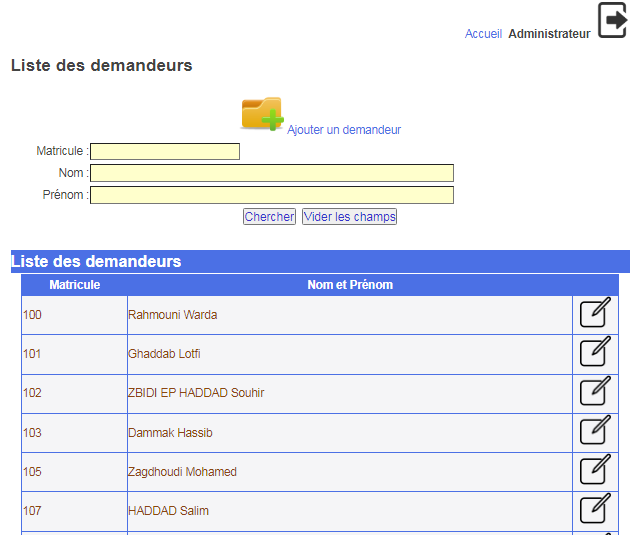 Accueil Administrateur
Liste des demandeurs
Ajouter un demandeur
Matricule :
Nom :
Prénom :
Chercher Vider les champs
Liste des demandeurs
Matricule Nom et Prénom
100 Rahmouni Warda
101 Ghaddab Lotfi
102 ZBIDI EP HADDAD Souhir
103 Dammak Hassib
105 Zagdhoudi Mohamed
107 HADDAD Salim